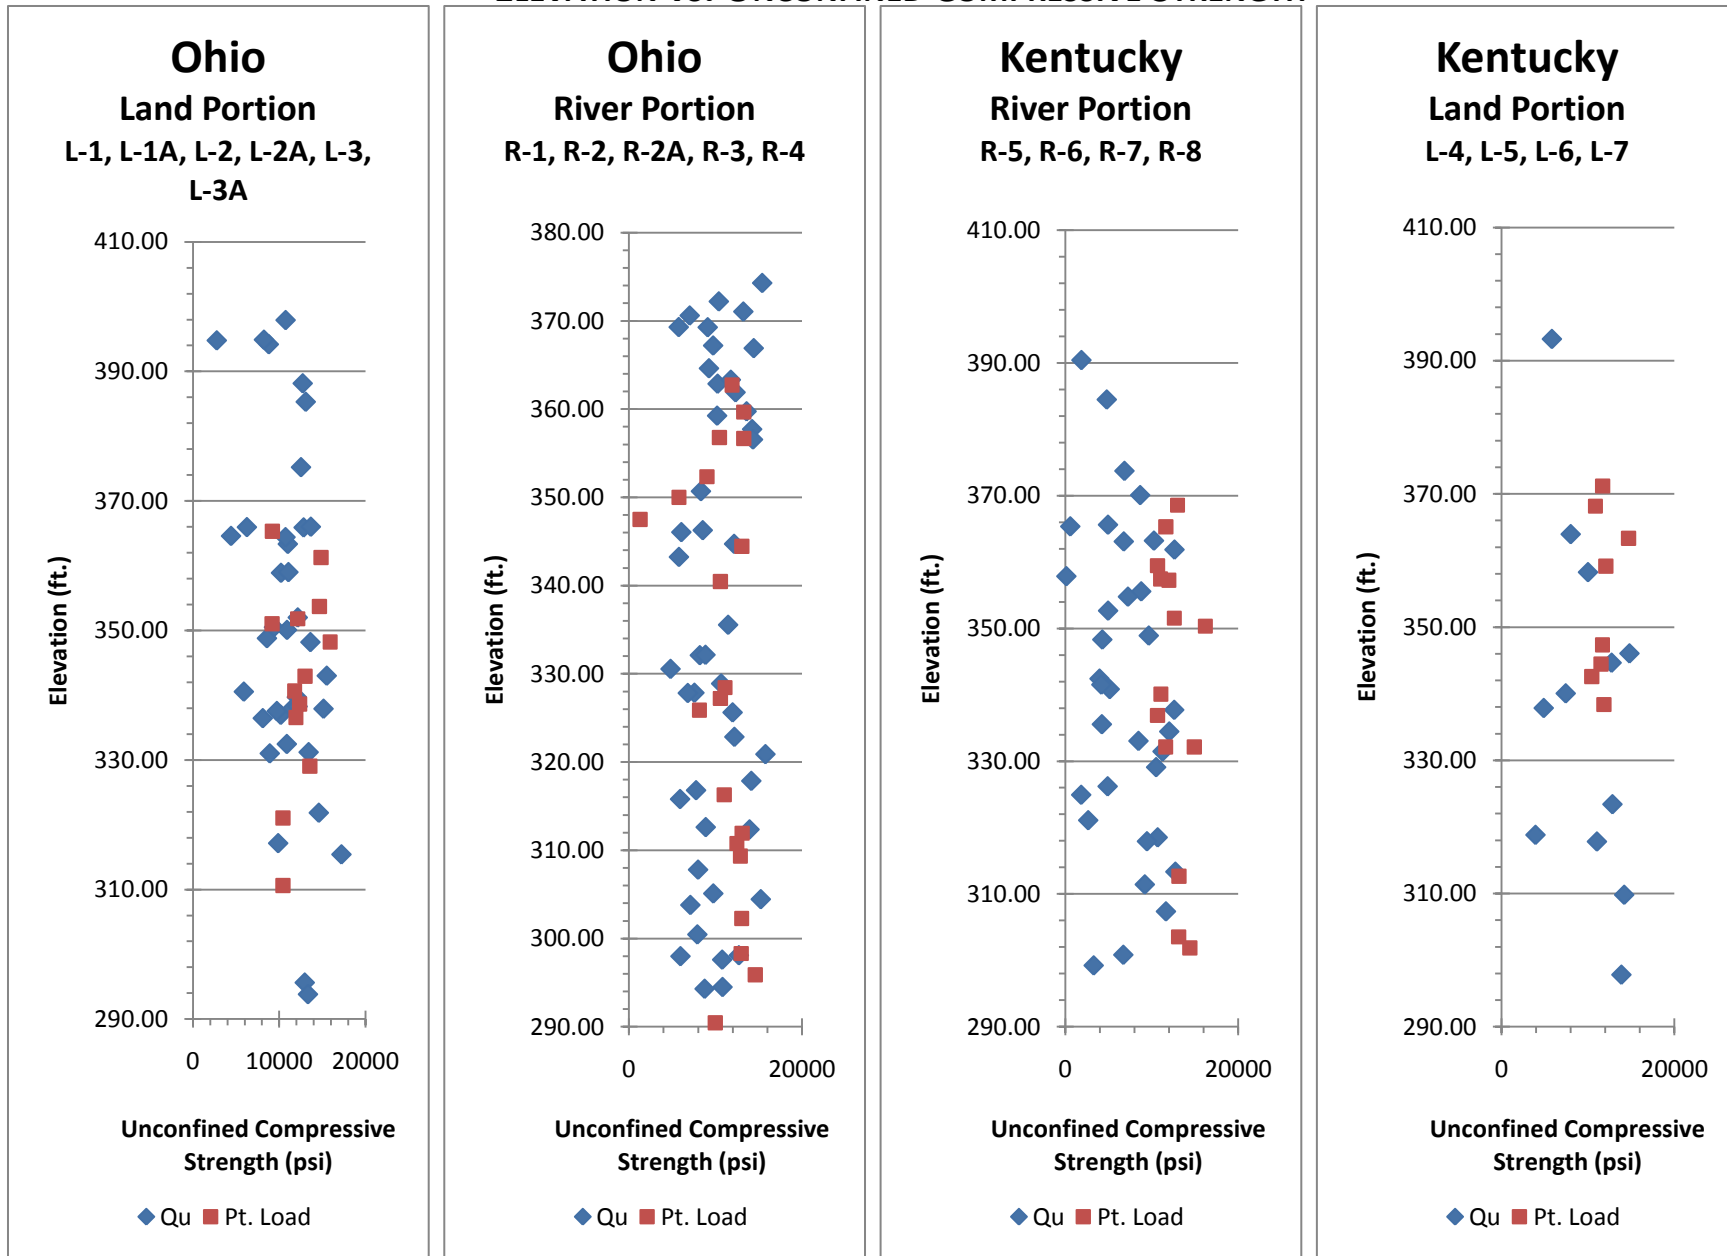 ELEVATION vs. UNCONFINED COMPRESSIVE STRENGTH
Ohio
Land Portion
L-1, L-1A, L-2, L-2A, L-3,
L-3A
410.00
390.00
370.00
350.00
330.00
310.00
290.00
0 10000 20000
Elevation (ft.)
Unconfined Compressive
Strength (psi)
Qu Pt. Load
Ohio
River Portion
R-1, R-2, R-2A, R-3, R-4
380.00
370.00
360.00
350.00
340.00
330.00
320.00
310.00
300.00
290.00
0 20000
Elevation (ft.)
Unconfined Compressive
Strength (psi)
Qu Pt. Load
Kentucky
River Portion
R-5, R-6, R-7, R-8
410.00
390.00
370.00
350.00
330.00
310.00
290.00
0 20000
Elevation (ft.)
Unconfined Compressive
Strength (psi)
Qu Pt. Load
Kentucky
Land Portion
L-4, L-5, L-6, L-7
410.00
390.00
370.00
350.00
330.00
310.00
290.00
0 20000
Elevation (ft.)
Unconfined Compressive
Strength (psi)
Qu Pt. Load